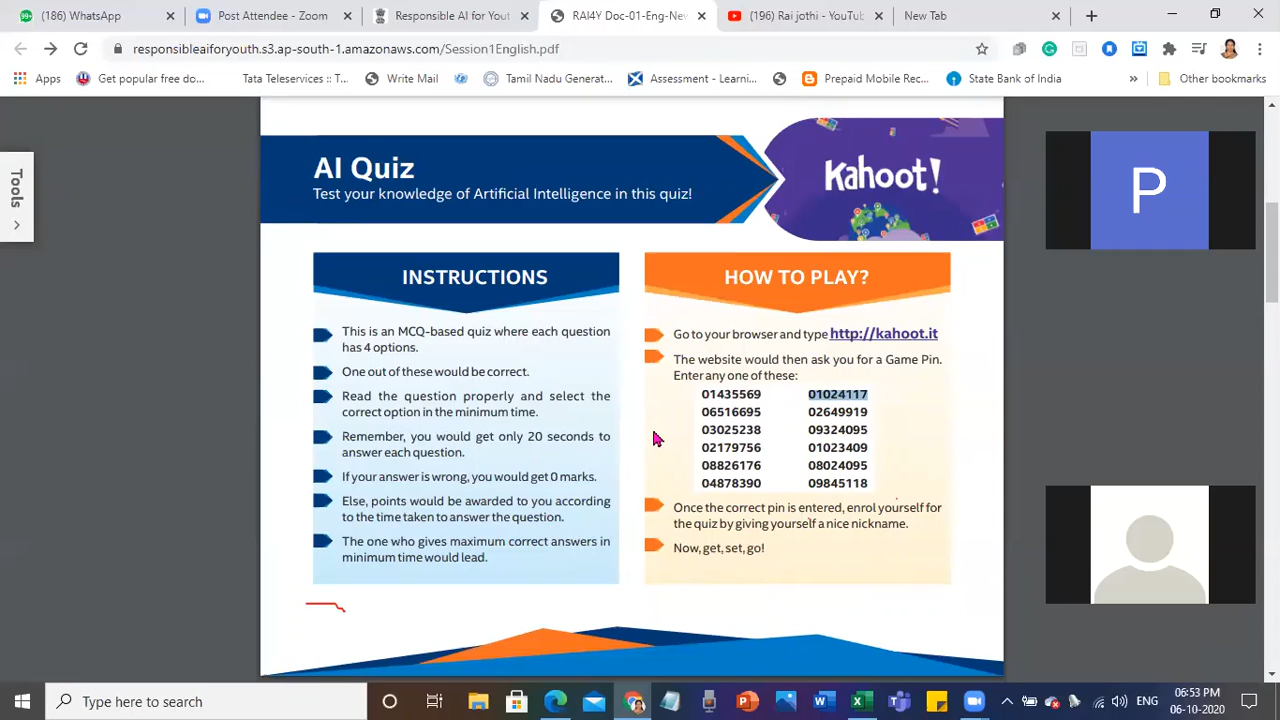 (186) WhatsApp
Post Attendee - Zoom
Responsible AI for Yout
RAI4Y Doc-01-Eng-Nev
(196) Rai jothi - YouTub
New Tab
responsibleaiforyouth.s3.ap-south-1.amazonaws.com/Session1English.pdf
Apps
Get popular free do...
Tata Teleservices :: T...
Write Mail
Tamil Nadu Generat...
Assessment - Learni...
Prepaid Mobile Rec...
State Bank of India
»
Other bookmarks
Tools
AI Quiz
Test your knowledge of Artificial Intelligence in this quiz!
Kahoot!
P
INSTRUCTIONS
This is an MCQ-based quiz where each question
has 4 options.
One out of these would be correct.
Read the question properly and select the
correct option in the minimum time.
Remember, you would get only 20 seconds to
answer each question.
If your answer is wrong, you would get 0 marks.
Else, points would be awarded to you according
to the time taken to answer the question.
The one who gives maximum correct answers in
minimum time would lead.
HOW TO PLAY?
Go to your browser and type http://kahoot.it
The website would then ask you for a Game Pin.
Enter any one of these:
01435569 01024117
06516695 02649919
03025238 09324095
02179756 01023409
08826176 08024095
04878390 09845118
Once the correct pin is entered, enrol yourself for
the quiz by giving yourself a nice nickname.
Now, get, set, go!
Type here to search
ENG
06:53 PM
06-10-2020